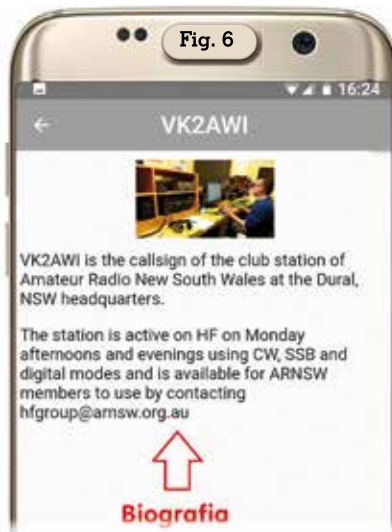 Fig. 6
16:24
VK2AWI
VK2AWI is the callsign of the club station of
Amateur Radio New South Wales at the Dural,
NSW headquarters.
The station is active on HF on Monday
afternoons and evenings using CW, SSB and
digital modes and is available for ARNSW
members to use by contacting
hfgroup@arnsw.org.au
Biografia